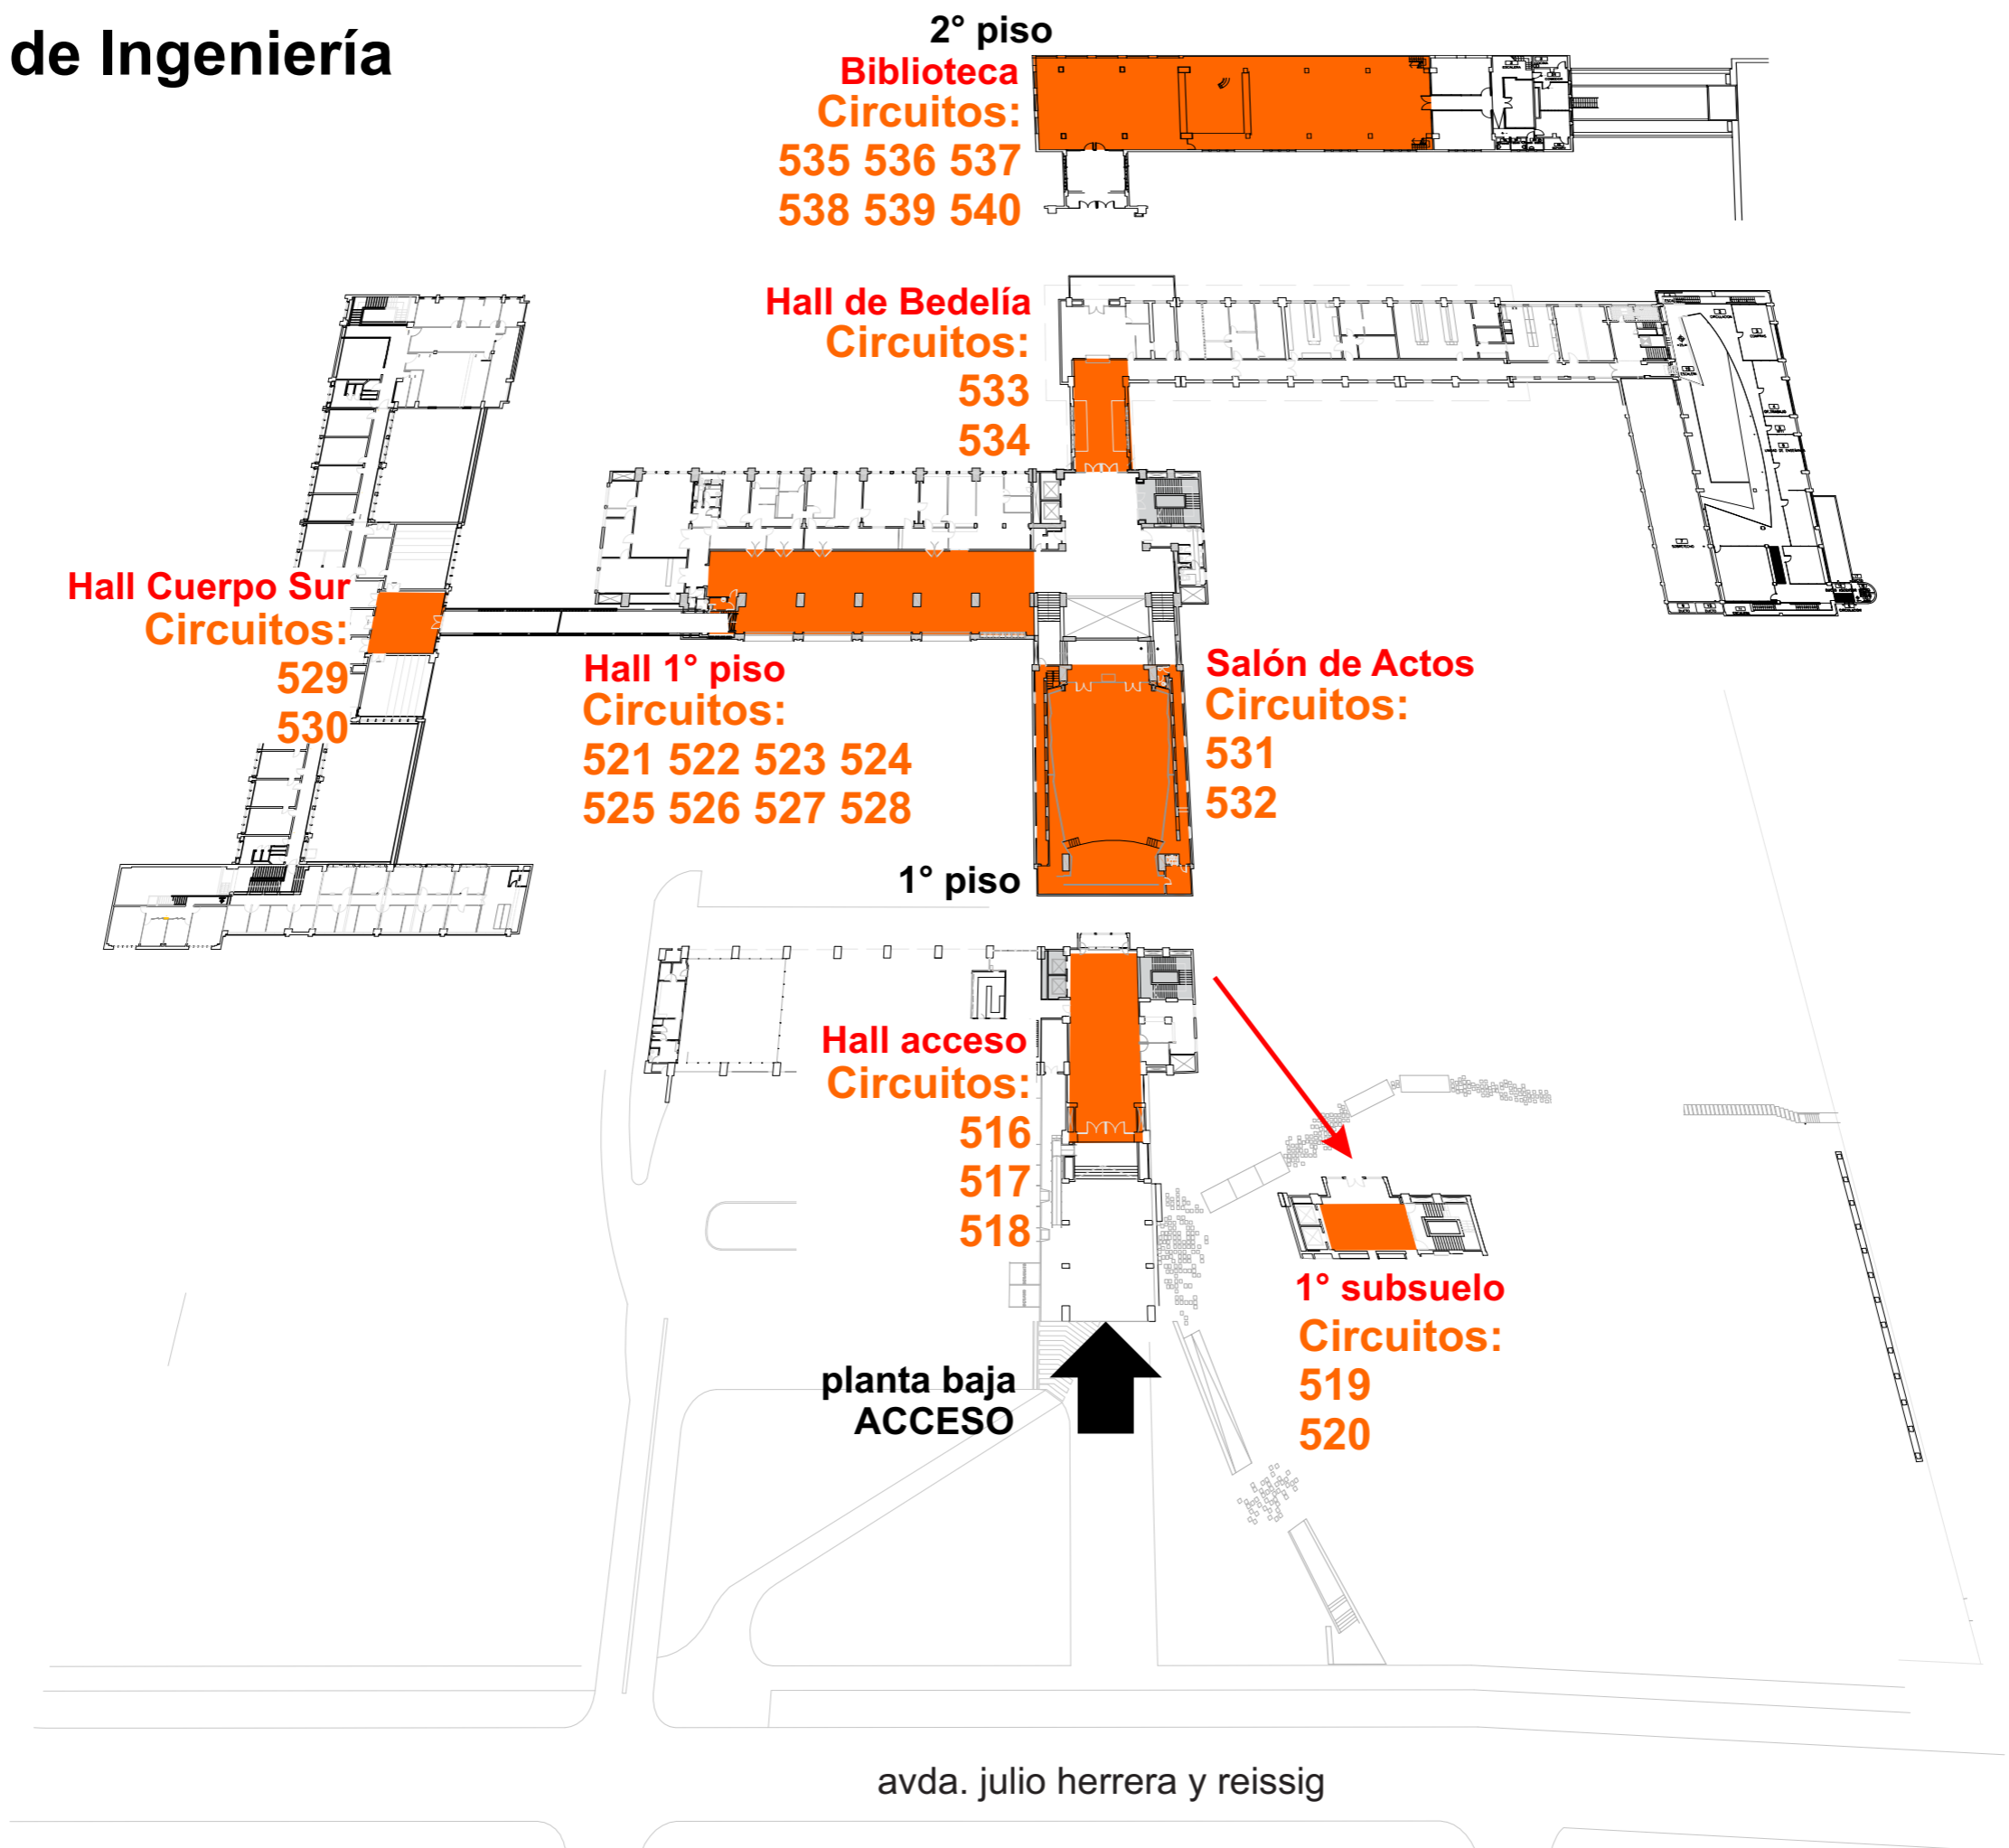 de Ingeniería
2° piso
Biblioteca
Circuitos:
535 536 537
538 539 540
Hall de Bedelía
Circuitos:
533
534
Hall Cuerpo Sur
Circuitos:
529
530
Hall 1° piso
Circuitos:
521 522 523 524
525 526 527 528
Salón de Actos
Circuitos:
531
532
1° piso
Hall acceso
Circuitos:
516
517
518
1° subsuelo
Circuitos:
519
520
planta baja
ACCESO
avda. julio herrera y reissig